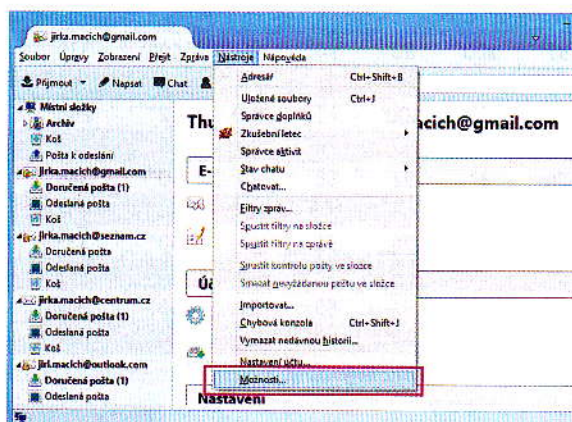 jirka.macich@gmail.com
Soubor Úpravy Zobrazení Přejít Zpráva Nástroje Nápověda
Přijmout Napsat Chat
Místní složky
Archiv
Koš
Pošta k odeslání
jirka.macich@gmail.com
Doručená pošta (1)
Odeslaná pošta
Koš
jirka.macich@seznam.cz
Doručená pošta
Odeslaná pošta
Koš
jirka.macich@centrum.cz
Doručená pošta (1)
Odeslaná pošta
Koš
jiri.macich@outlook.com
Doručená pošta (1)
Odeslaná pošta
Adresář Ctrl+Shift+B
Uložené soubory Ctrl+J
Správce doplňků
Zkušební letec
Správce aktivit
Stav chatu
Chatovat...
Filtry zpráv...
Spustit filtry na složce
Spustit filtry na zprávě
Spustit kontrolu pošty ve složce
Smazat nevyžádanou poštu ve složce
Importovat...
Chybová konzola Ctrl+Shift+J
Vymazat nedávnou historii...
Nastavení účtu...
Možnosti...
Thu
acich@gmail.com
E-
Úč
Nastavení